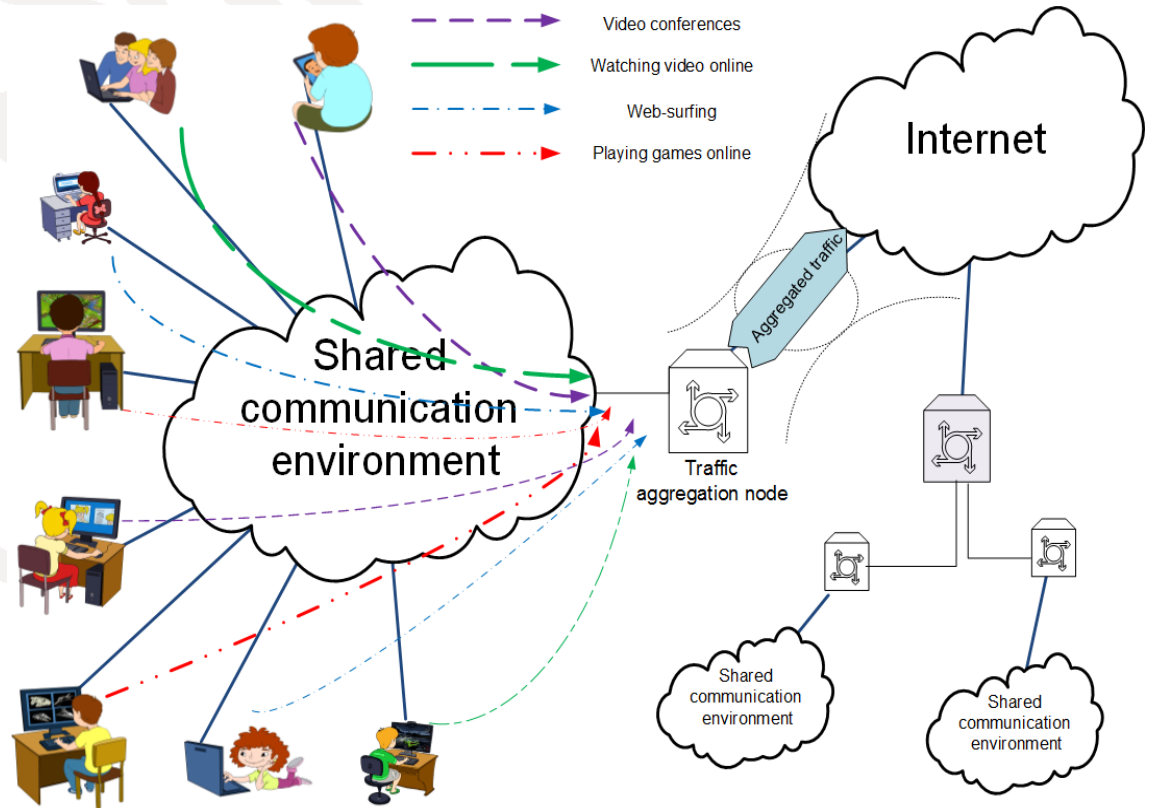 Video conferences
Watching video online
Web-surfing
Playing games online
Internet
Aggregated traffic
Shared
communication
environment
Traffic
aggregation node
Shared
communication
environment
Shared
communication
environment